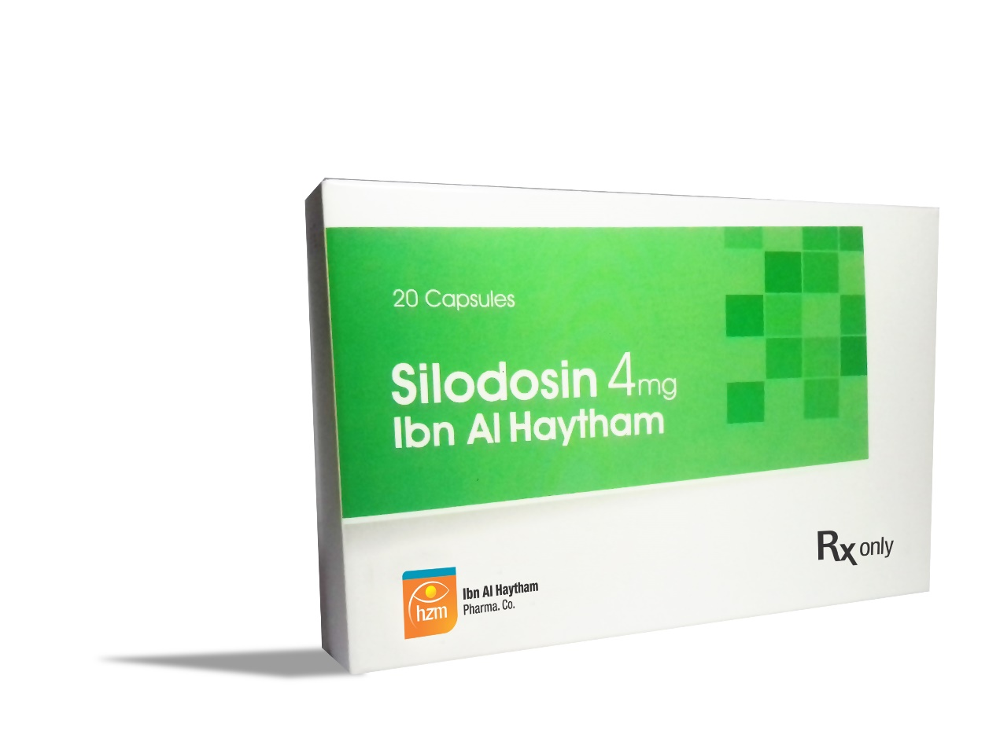 20 Capsules
Silodosin 4mg
Ibn Al Haytham
Rx only
hzm
Ibn Al Haytham
Pharma. Co.